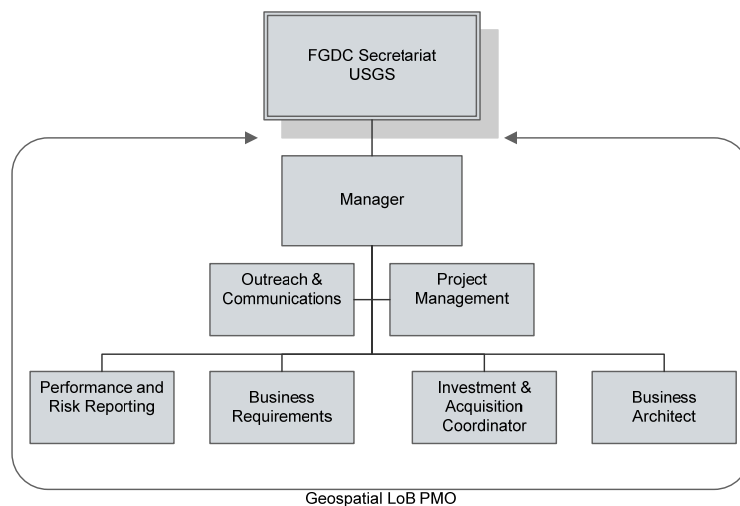 FGDC Secretariat
USGS
Manager
Outreach &
Communications
Project
Management
Performance and
Risk Reporting
Business
Requirements
Investment &
Acquisition
Coordinator
Business
Architect
Geospatial LoB PMO